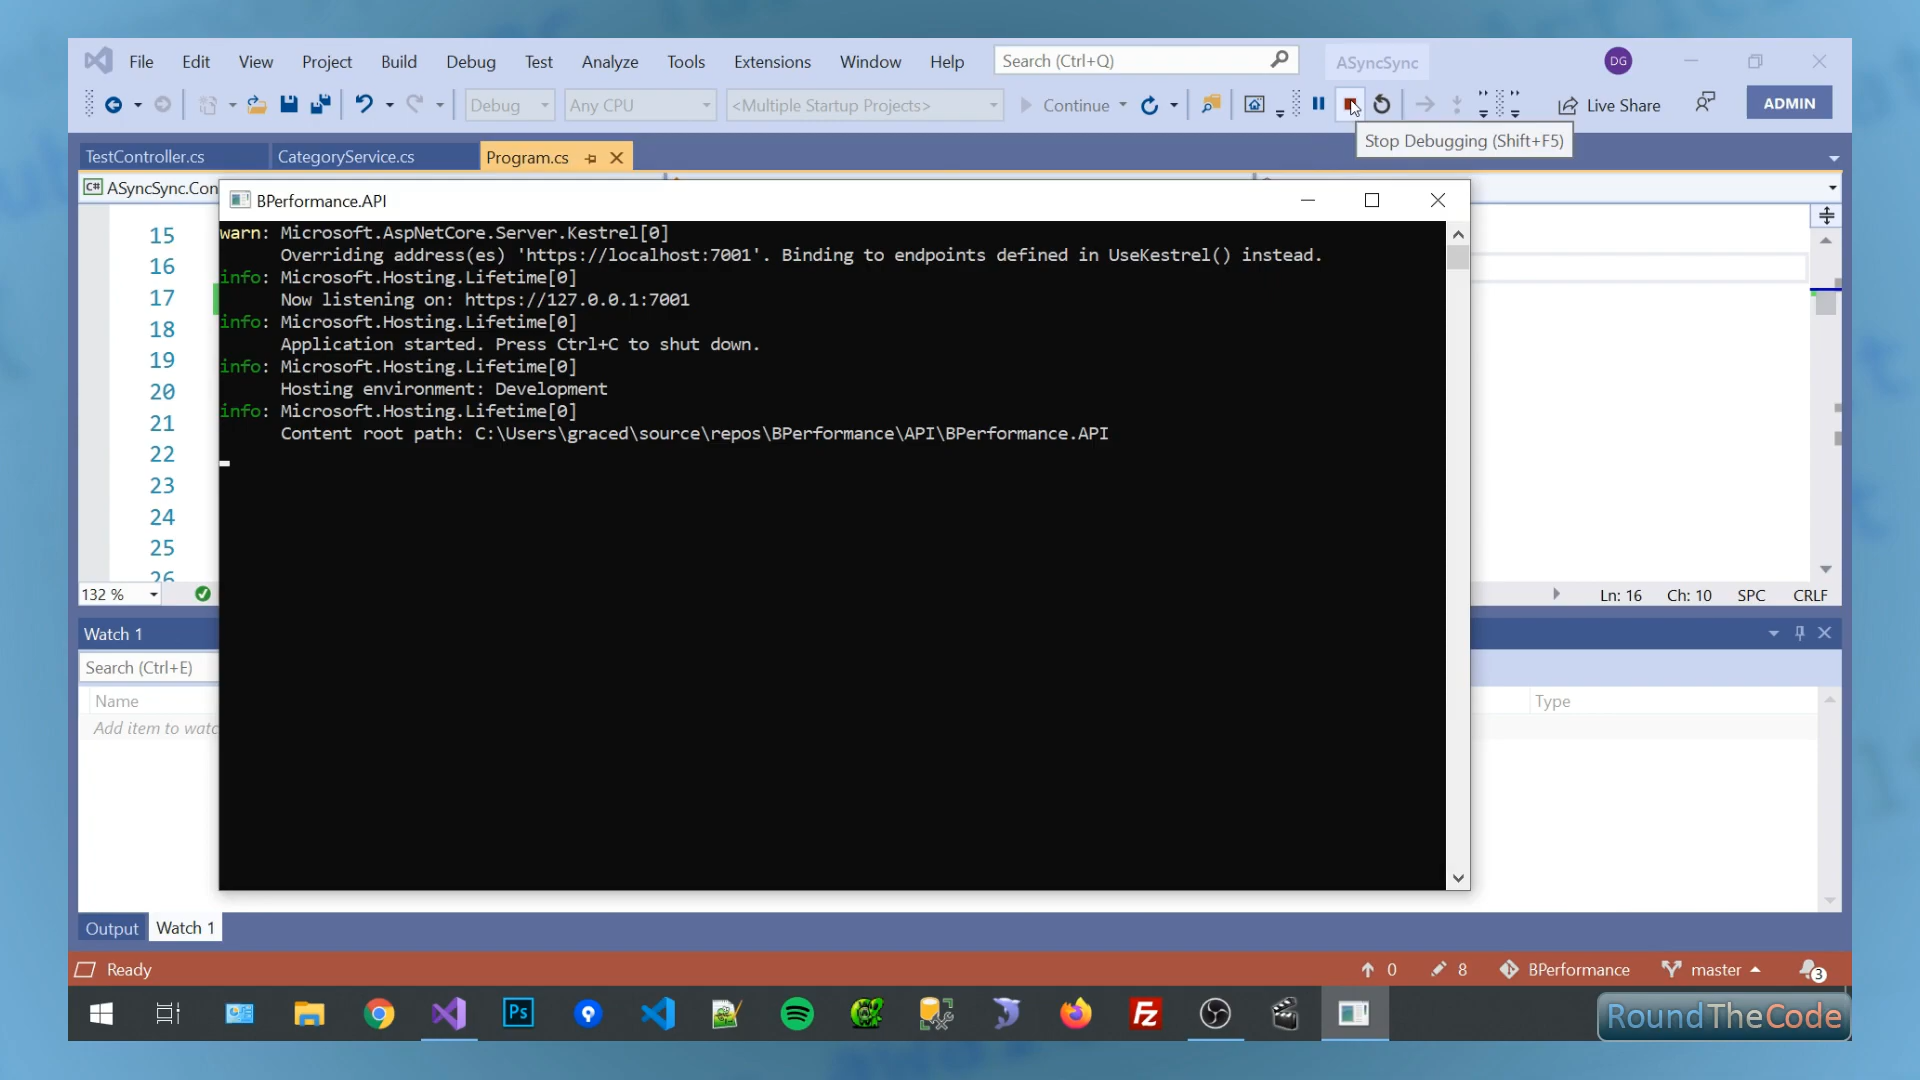 File Edit View Project Build Debug Test Analyze Tools Extensions Window Help Search (Ctrl+Q) ASyncSync DG
Debug Any CPU <Multiple Startup Projects> Continue Live Share ADMIN
Stop Debugging (Shift+F5)
TestController.cs CategoryService.cs Program.cs
C# ASyncSync.Con
BPerformance.API
warn: Microsoft.AspNetCore.Server.Kestrel[0]
Overriding address(es) 'https://localhost:7001'. Binding to endpoints defined in UseKestrel() instead.
info: Microsoft.Hosting.Lifetime[0]
Now listening on: https://127.0.0.1:7001
info: Microsoft.Hosting.Lifetime[0]
Application started. Press Ctrl+C to shut down.
info: Microsoft.Hosting.Lifetime[0]
Hosting environment: Development
info: Microsoft.Hosting.Lifetime[0]
Content root path: C:\Users\graced\source\repos\BPerformance\API\BPerformance.API
15
16
17
18
19
20
21
22
23
24
25
26
132 % Ln: 16 Ch: 10 SPC CRLF
Watch 1
Search (Ctrl+E)
Name Type
Add item to watc
Output Watch 1
Ready 0 8 BPerformance master 3
Ps
FZ
RoundTheCode